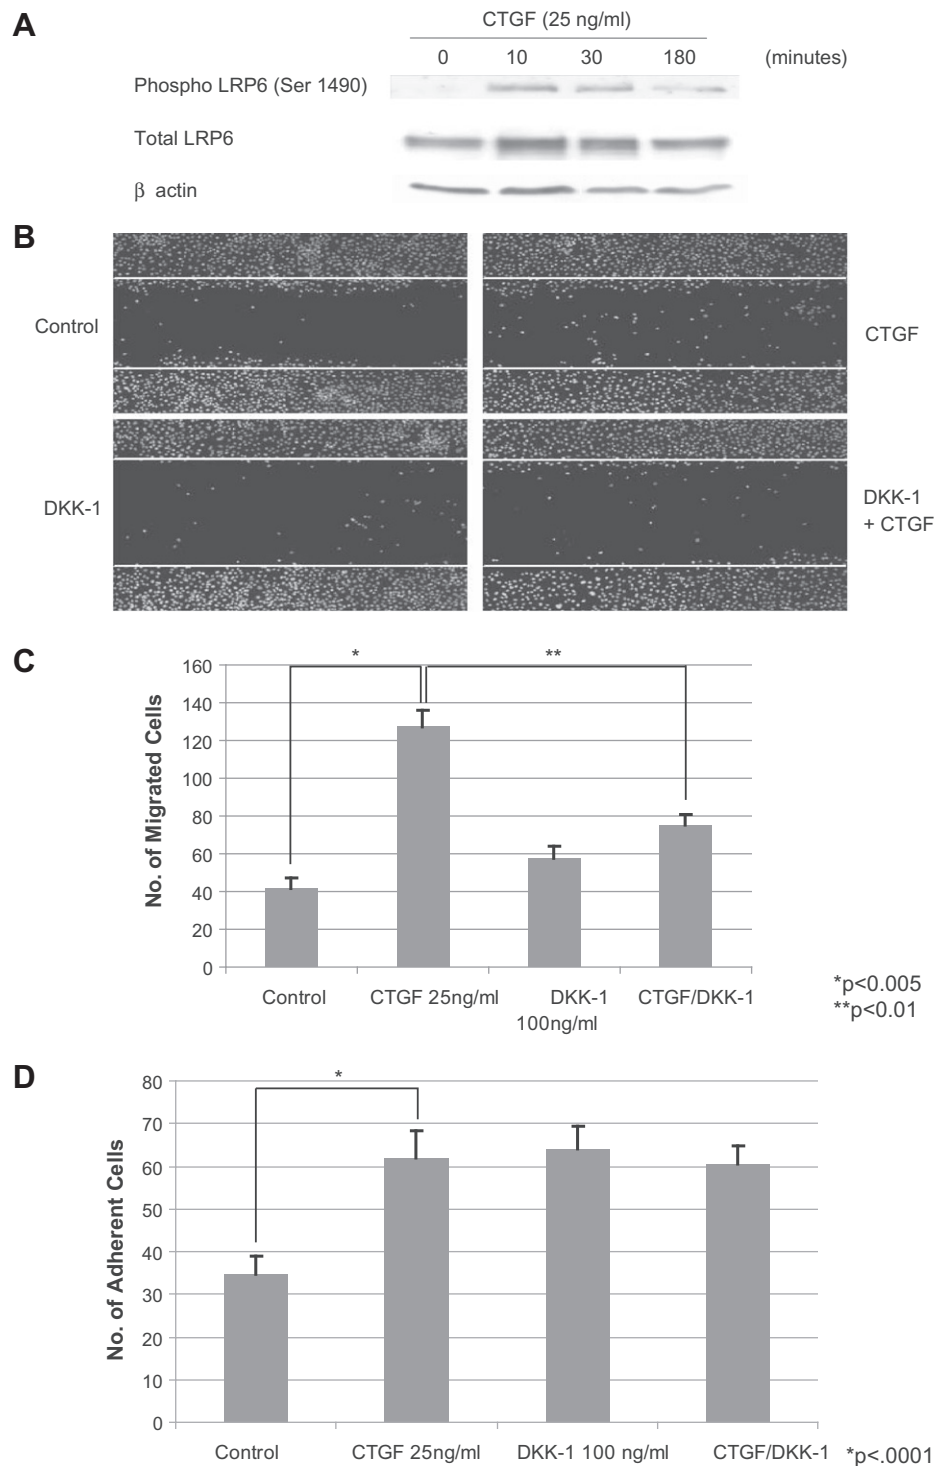 A
CTGF (25 ng/ml)
0 10 30 180 (minutes)
Phospho LRP6 (Ser 1490)
Total LRP6
β actin
B
Control
CTGF
DKK-1
DKK-1
+ CTGF
C
* **
No. of Migrated Cells
160
140
120
100
80
60
40
20
0
Control CTGF 25ng/ml DKK-1 CTGF/DKK-1
100ng/ml
*p<0.005
**p<0.01
D
*
No. of Adherent Cells
80
70
60
50
40
30
20
10
0
Control CTGF 25ng/ml DKK-1 100 ng/ml CTGF/DKK-1 *p<.0001